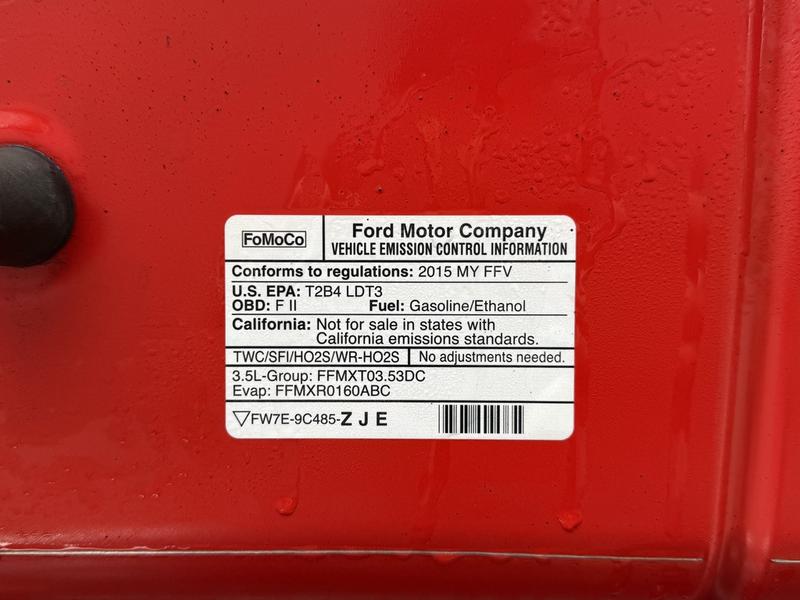 FoMoCo
Ford Motor Company
VEHICLE EMISSION CONTROL INFORMATION
Conforms to regulations: 2015 MY FFV
U.S. EPA: T2B4 LDT3
OBD: F II Fuel: Gasoline/Ethanol
California: Not for sale in states with
California emissions standards.
TWC/SFI/HO2S/WR-HO2S No adjustments needed.
3.5L-Group: FFMXT03.53DC
Evap: FFMXR0160ABC
FW7E-9C485-Z J E